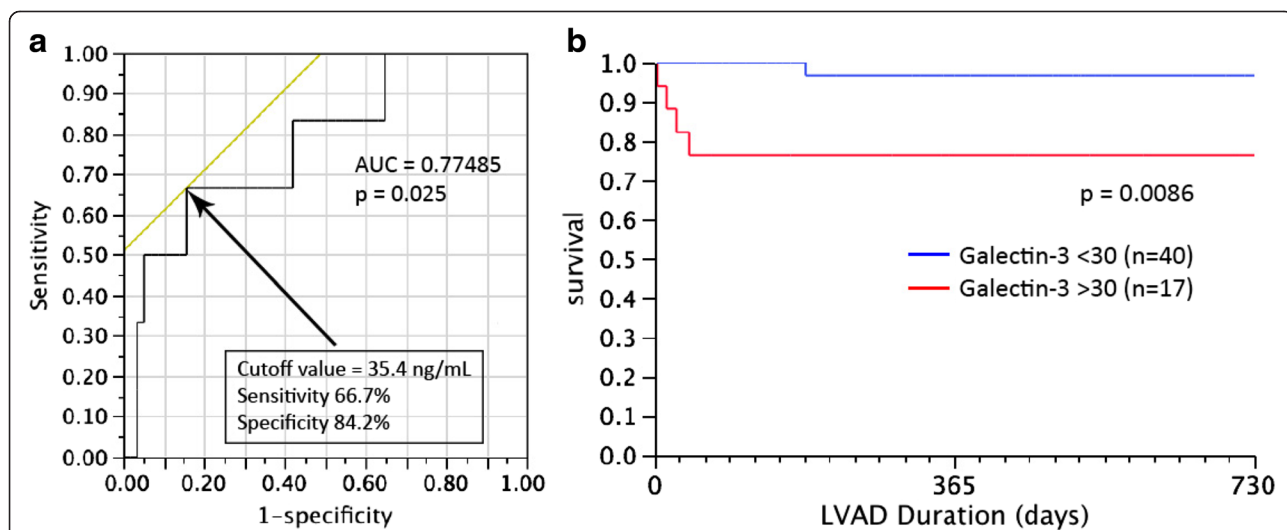 a
1.00
0.90
0.80
0.70
0.60
0.50
0.40
0.30
0.20
0.10
0.00
Sensitivity
AUC = 0.77485
p = 0.025
Cutoff value = 35.4 ng/mL
Sensitivity 66.7%
Specificity 84.2%
0.00 0.20 0.40 0.60 0.80 1.00
1-specificity
b
1.0
0.9
0.8
0.7
0.6
0.5
0.4
0.3
0.2
0.1
0.0
survival
p = 0.0086
Galectin-3 <30 (n=40)
Galectin-3 >30 (n=17)
0 365 730
LVAD Duration (days)